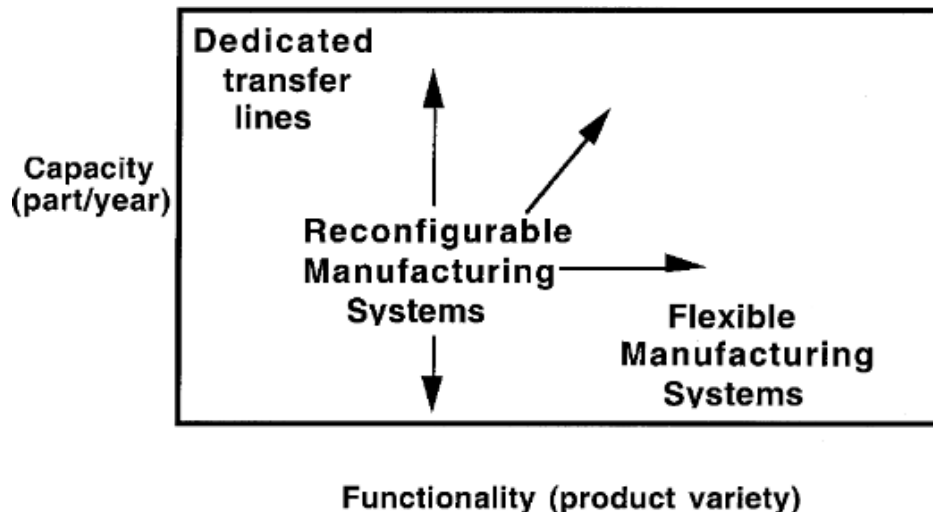 Dedicated
transfer
lines
Capacity
(part/year)
Reconfigurable
Manufacturing
Systems
Flexible
Manufacturing
Systems
Functionality (product variety)